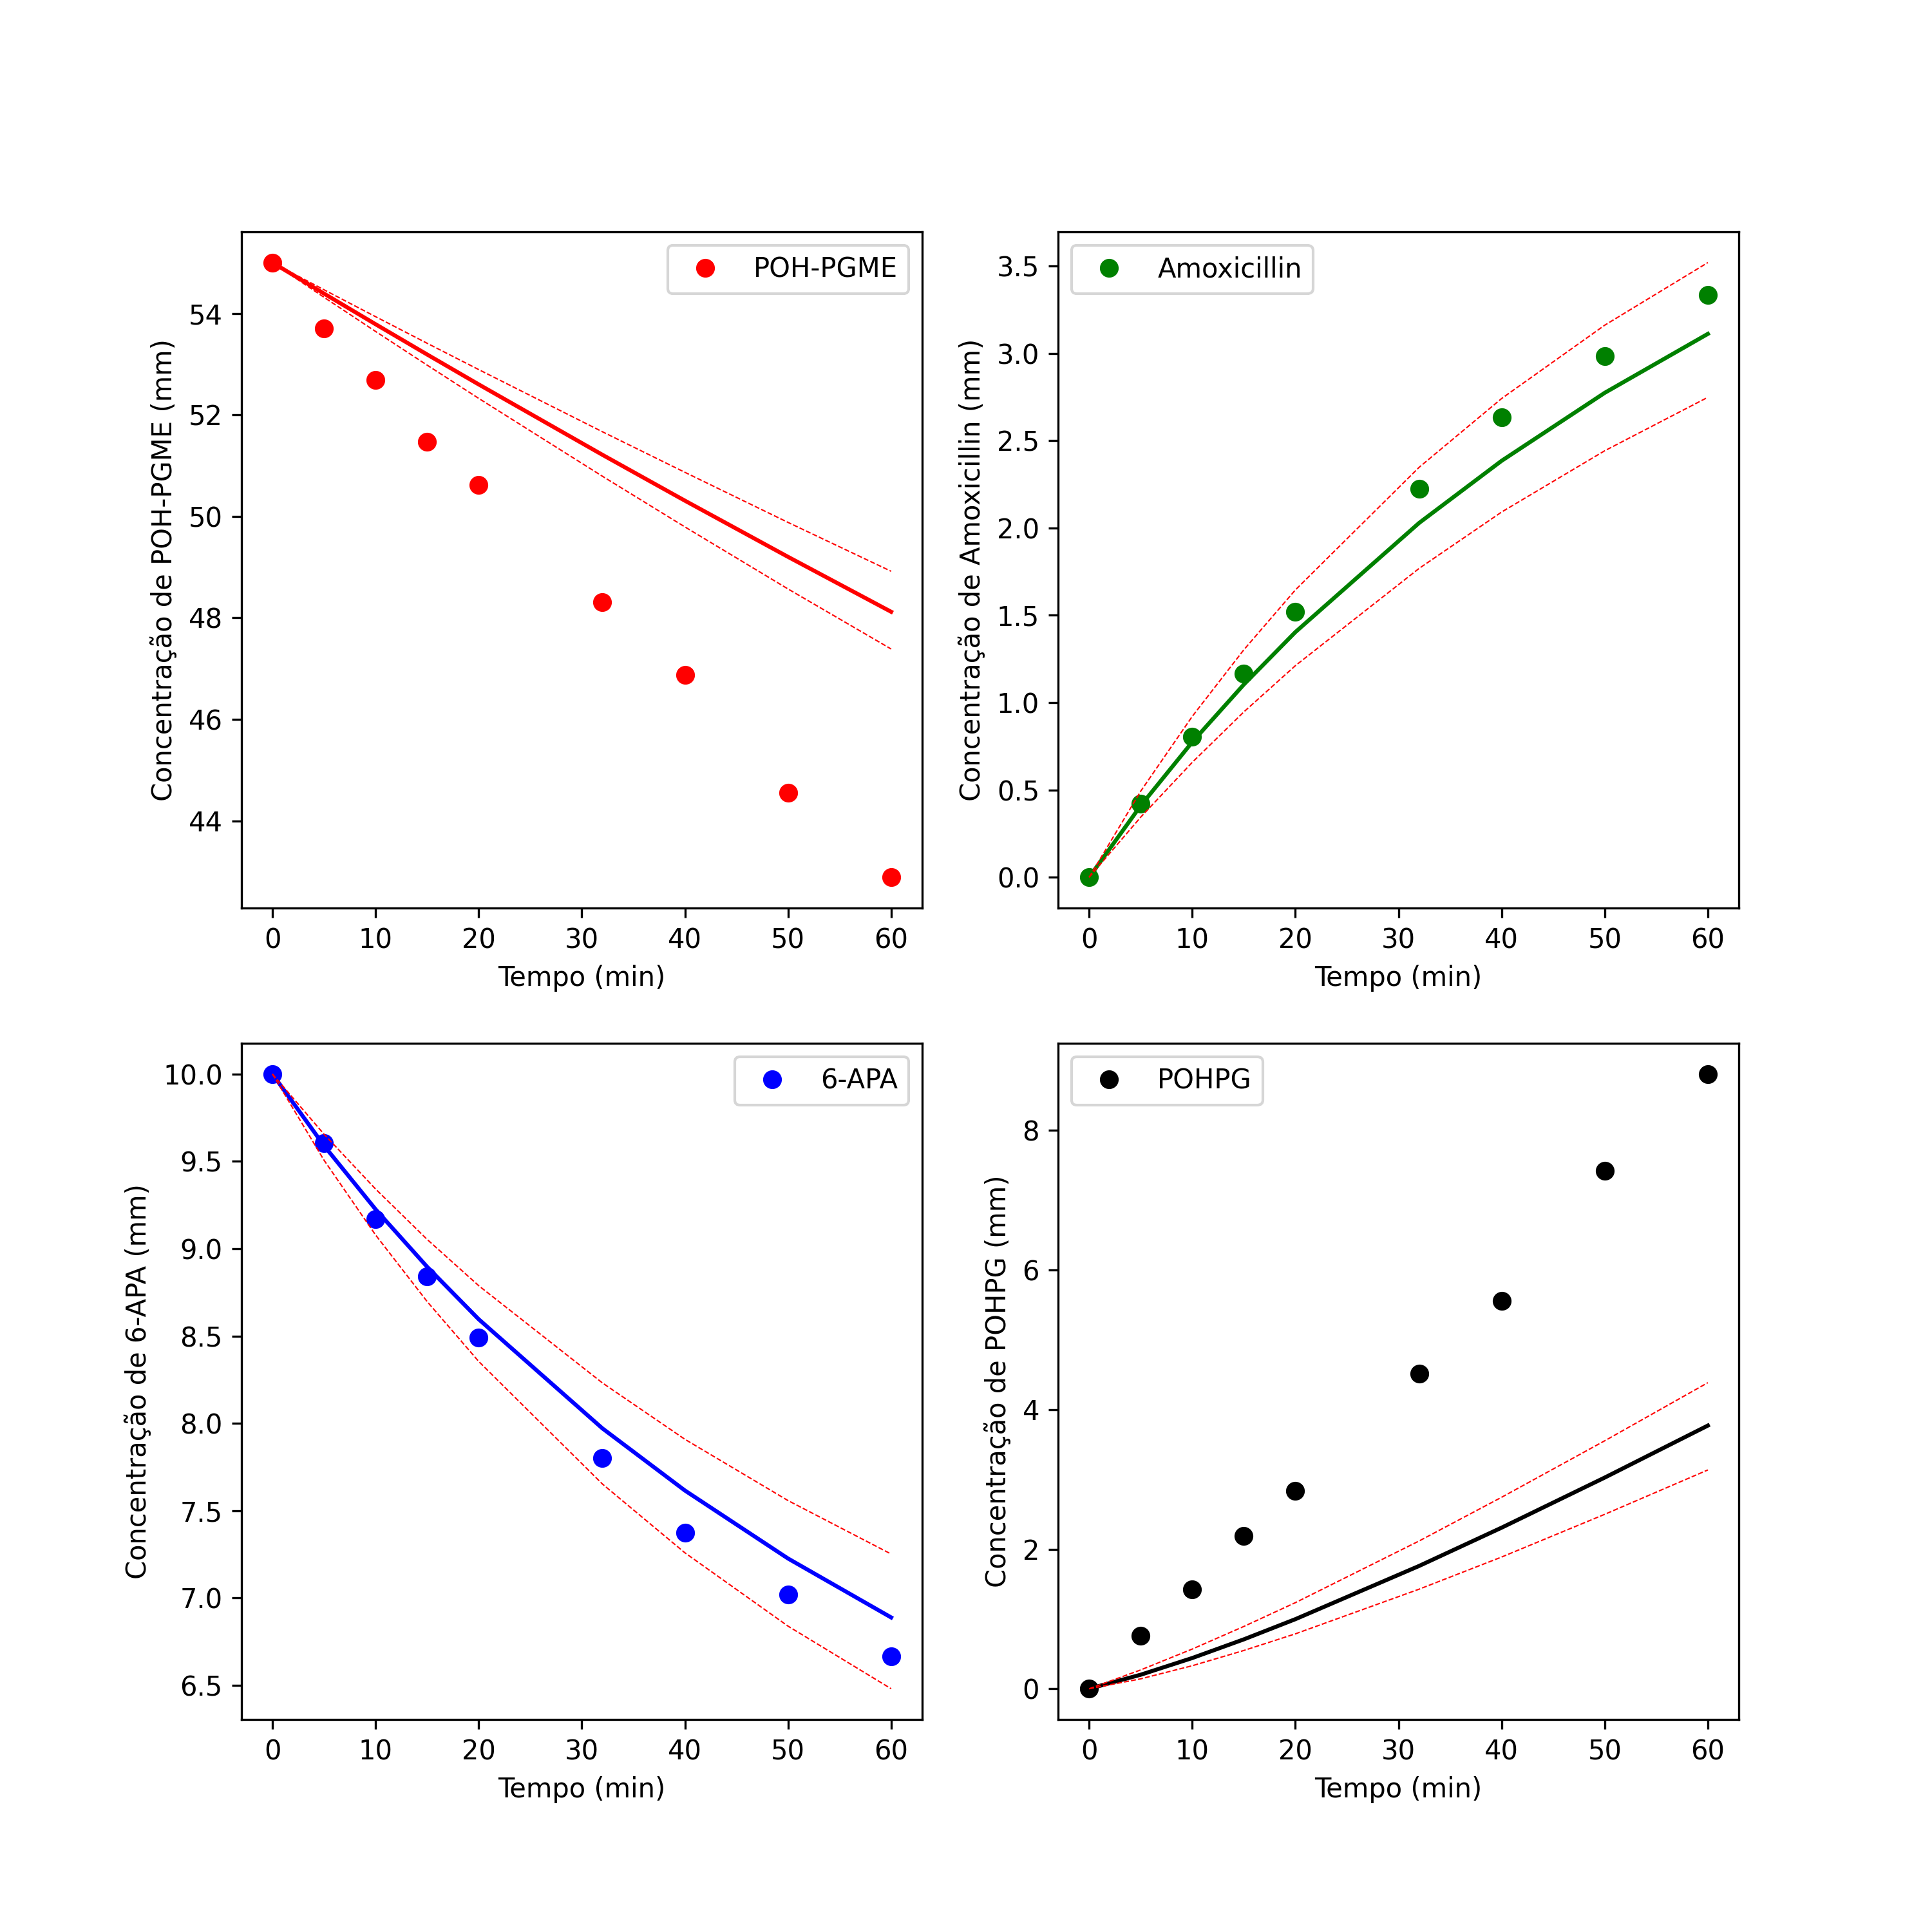 POH-PGME
Concentração de POH-PGME (mm)
54
52
50
48
46
44
0 10 20 30 40 50 60
Tempo (min)
Amoxicillin
Concentração de Amoxicillin (mm)
3.5
3.0
2.5
2.0
1.5
1.0
0.5
0.0
0 10 20 30 40 50 60
Tempo (min)
6-APA
Concentração de 6-APA (mm)
10.0
9.5
9.0
8.5
8.0
7.5
7.0
6.5
0 10 20 30 40 50 60
Tempo (min)
POHPG
Concentração de POHPG (mm)
8
6
4
2
0
0 10 20 30 40 50 60
Tempo (min)